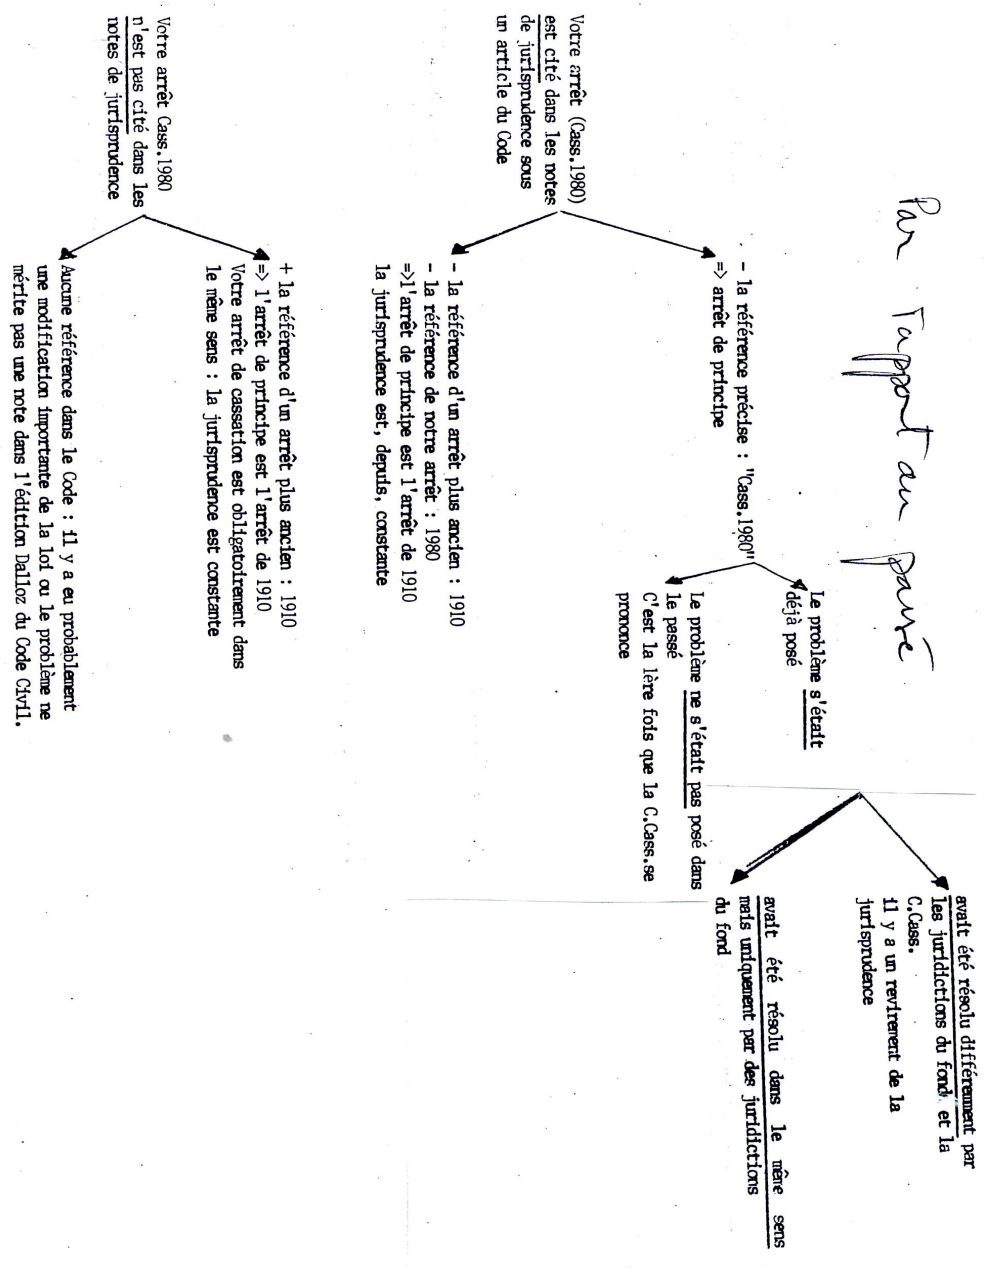 Par rapport au passé
Votre arrêt (Cass.1980)
est cité dans les notes
de jurisprudence sous
un article du Code
- la référence précise : "Cass.1980"
=> arrêt de principe
Le problème s'était
déjà posé
avait été résolu différemment par
les juridictions du fond et la
C.Cass.
il y a un revirement de la
jurisprudence
avait été résolu dans le même sens
mais uniquement par des juridictions
du fond
Le problème ne s'était pas posé dans
le passé
C'est la 1ère fois que la C.Cass.se
prononce
- la référence d'un arrêt plus ancien : 1910
- la référence de notre arrêt : 1980
=>l'arrêt de principe est l'arrêt de 1910
la jurisprudence est, depuis, constante
Votre arrêt Cass.1980
n'est pas cité dans les
notes de jurisprudence
+ la référence d'un arrêt plus ancien : 1910
=> l'arrêt de principe est l'arrêt de 1910
Votre arrêt de cassation est obligatoirement dans
le même sens : la jurisprudence est constante
Aucune référence dans le Code : il y a eu probablement
une modification importante de la loi ou le problème ne
mérite pas une note dans l'édition Dalloz du Code Civil.